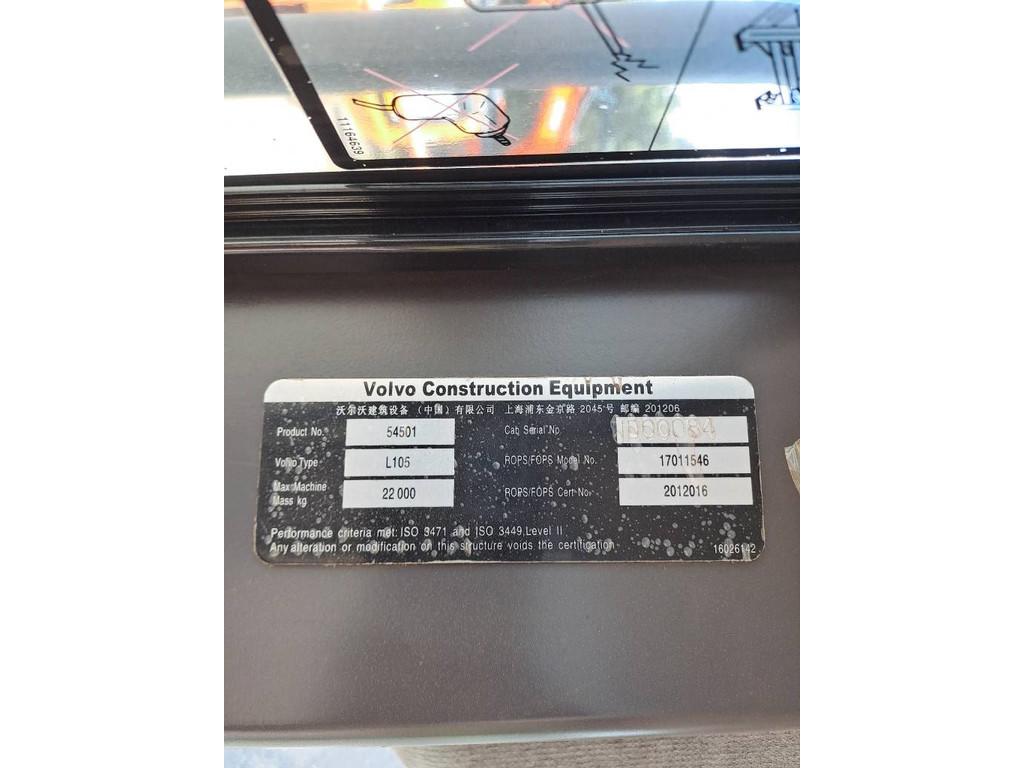 11164639
Volvo Construction Equipment
沃尔沃建筑设备 （中国）有限公司 上海浦东金京路 2045号 邮编 201206
Product No. 54501 Cab Serial No.
Volvo Type L105 ROPS/FOPS Model No. 17011546
Max Machine Mass kg 22 000 ROPS/FOPS Cert No. 2012016
Performance criteria met: ISO 3471 and ISO 3449 Level II
Any alteration or modification on this structure voids the certification.
16026142